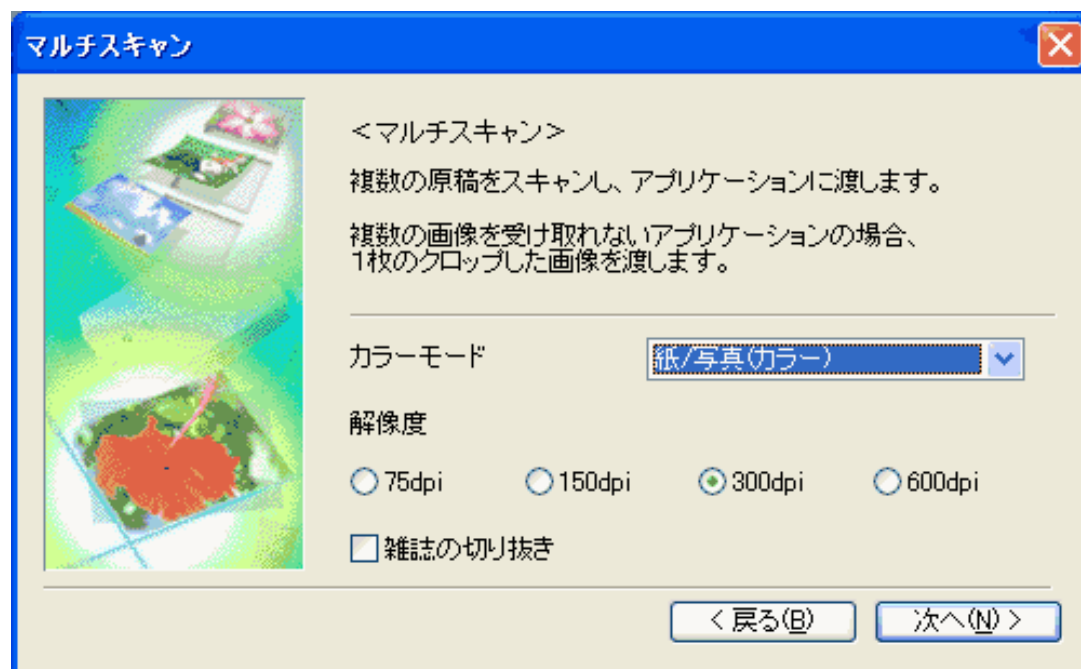 マルチスキャン
<マルチスキャン>
複数の原稿をスキャンし、アプリケーションに渡します。
複数の画像を受け取れないアプリケーションの場合、
1枚のクロップした画像を渡します。
カラーモード 紙/写真(カラー)
解像度
75dpi 150dpi 300dpi 600dpi
雑誌の切り抜き
< 戻る(B) 次へ(N) >